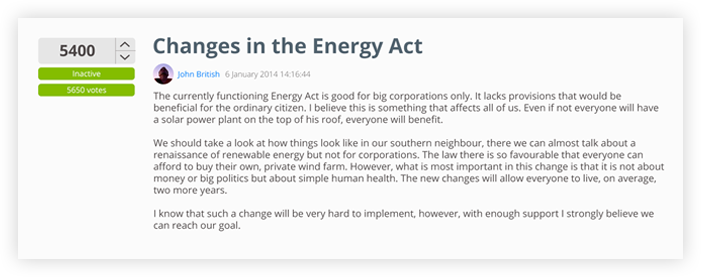 5400
Inactive
5650 votes
Changes in the Energy Act
John British 6 January 2014 14:16:44
The currently functioning Energy Act is good for big corporations only. It lacks provisions that would be
beneficial for the ordinary citizen. I believe this is something that affects all of us. Even if not everyone will have
a solar power plant on the top of his roof, everyone will benefit.
We should take a look at how things look like in our southern neighbour, there we can almost talk about a
renaissance of renewable energy but not for corporations. The law there is so favourable that everyone can
afford to buy their own, private wind farm. However, what is most important in this change is that it is not about
money or big politics but about simple human health. The new changes will allow everyone to live, on average,
two more years.
I know that such a change will be very hard to implement, however, with enough support I strongly believe we
can reach our goal.